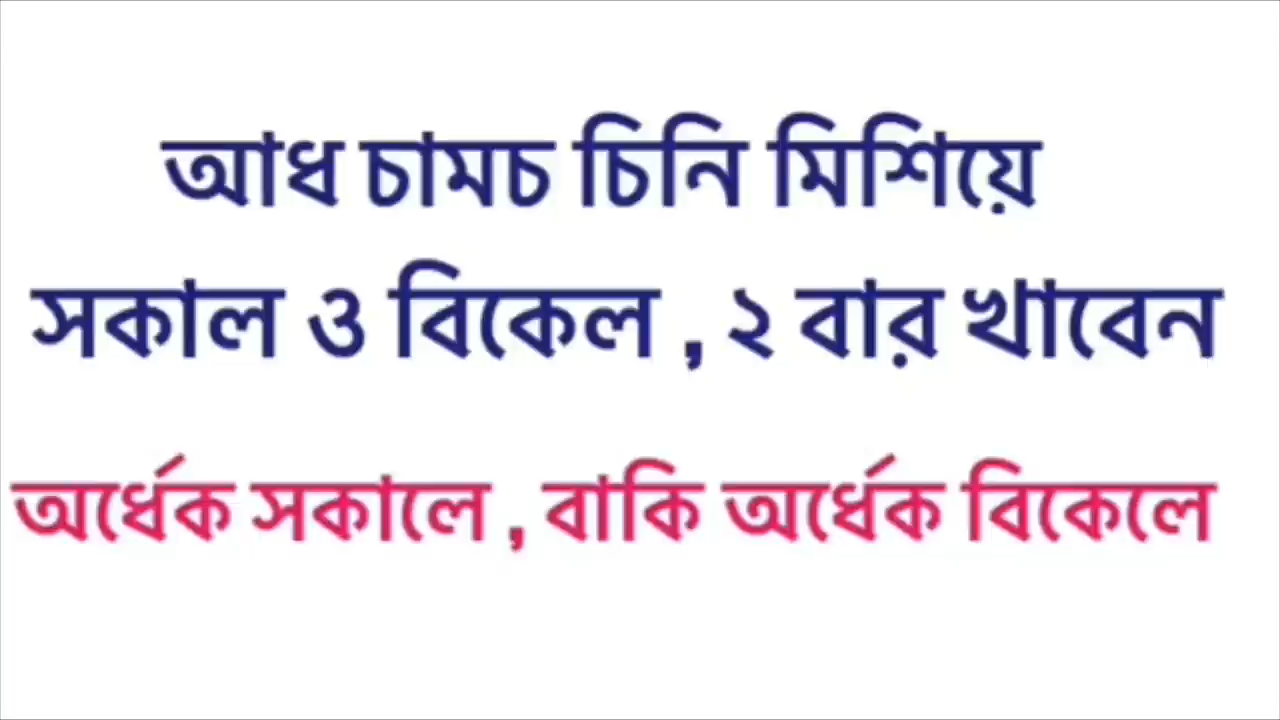 আধ চামচ চিনি মিশিয়ে
সকাল ও বিকেল , ২ বার খাবেন
অর্ধেক সকালে , বাকি অর্ধেক বিকেলে